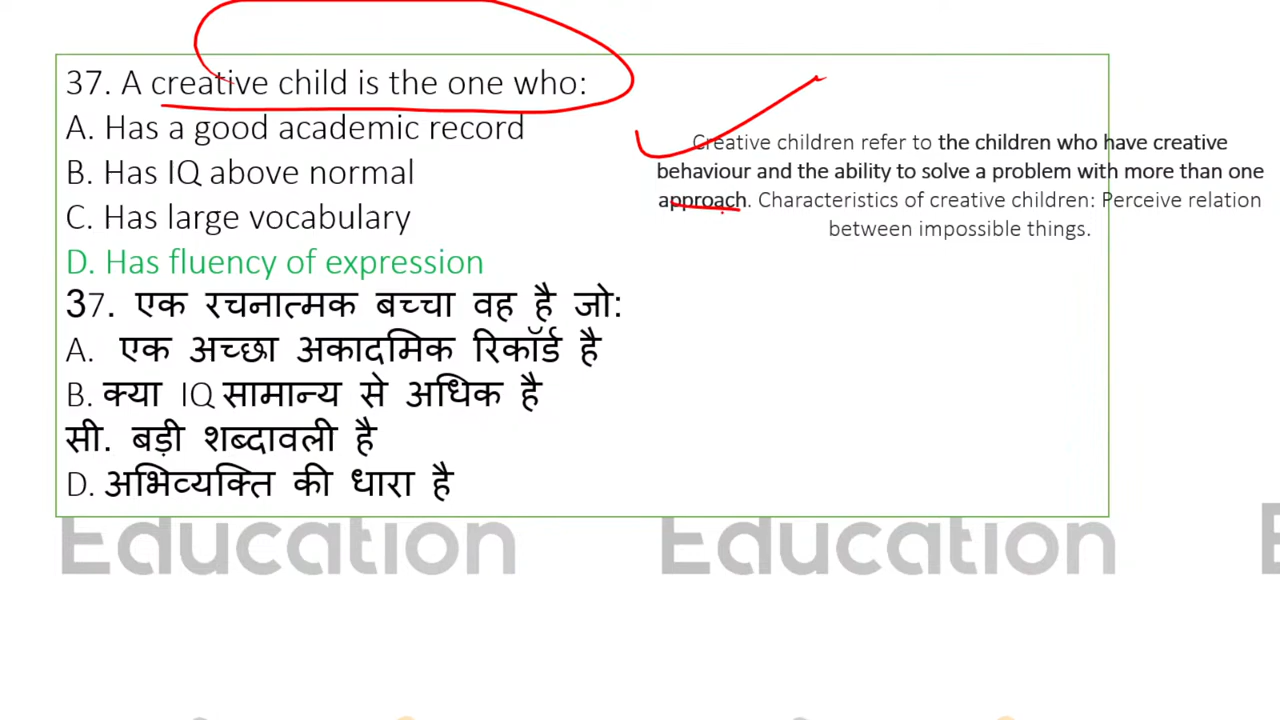 37. A creative child is the one who:
A. Has a good academic record
B. Has IQ above normal
C. Has large vocabulary
D. Has fluency of expression
37. एक रचनात्मक बच्चा वह है जो:
A. एक अच्छा अकादमिक रिकॉर्ड है
B. क्या IQ सामान्य से अधिक है
सी. बड़ी शब्दावली है
D. अभिव्यक्ति की धारा है
Creative children refer to the children who have creative
behaviour and the ability to solve a problem with more than one
approach. Characteristics of creative children: Perceive relation
between impossible things.
Education Education